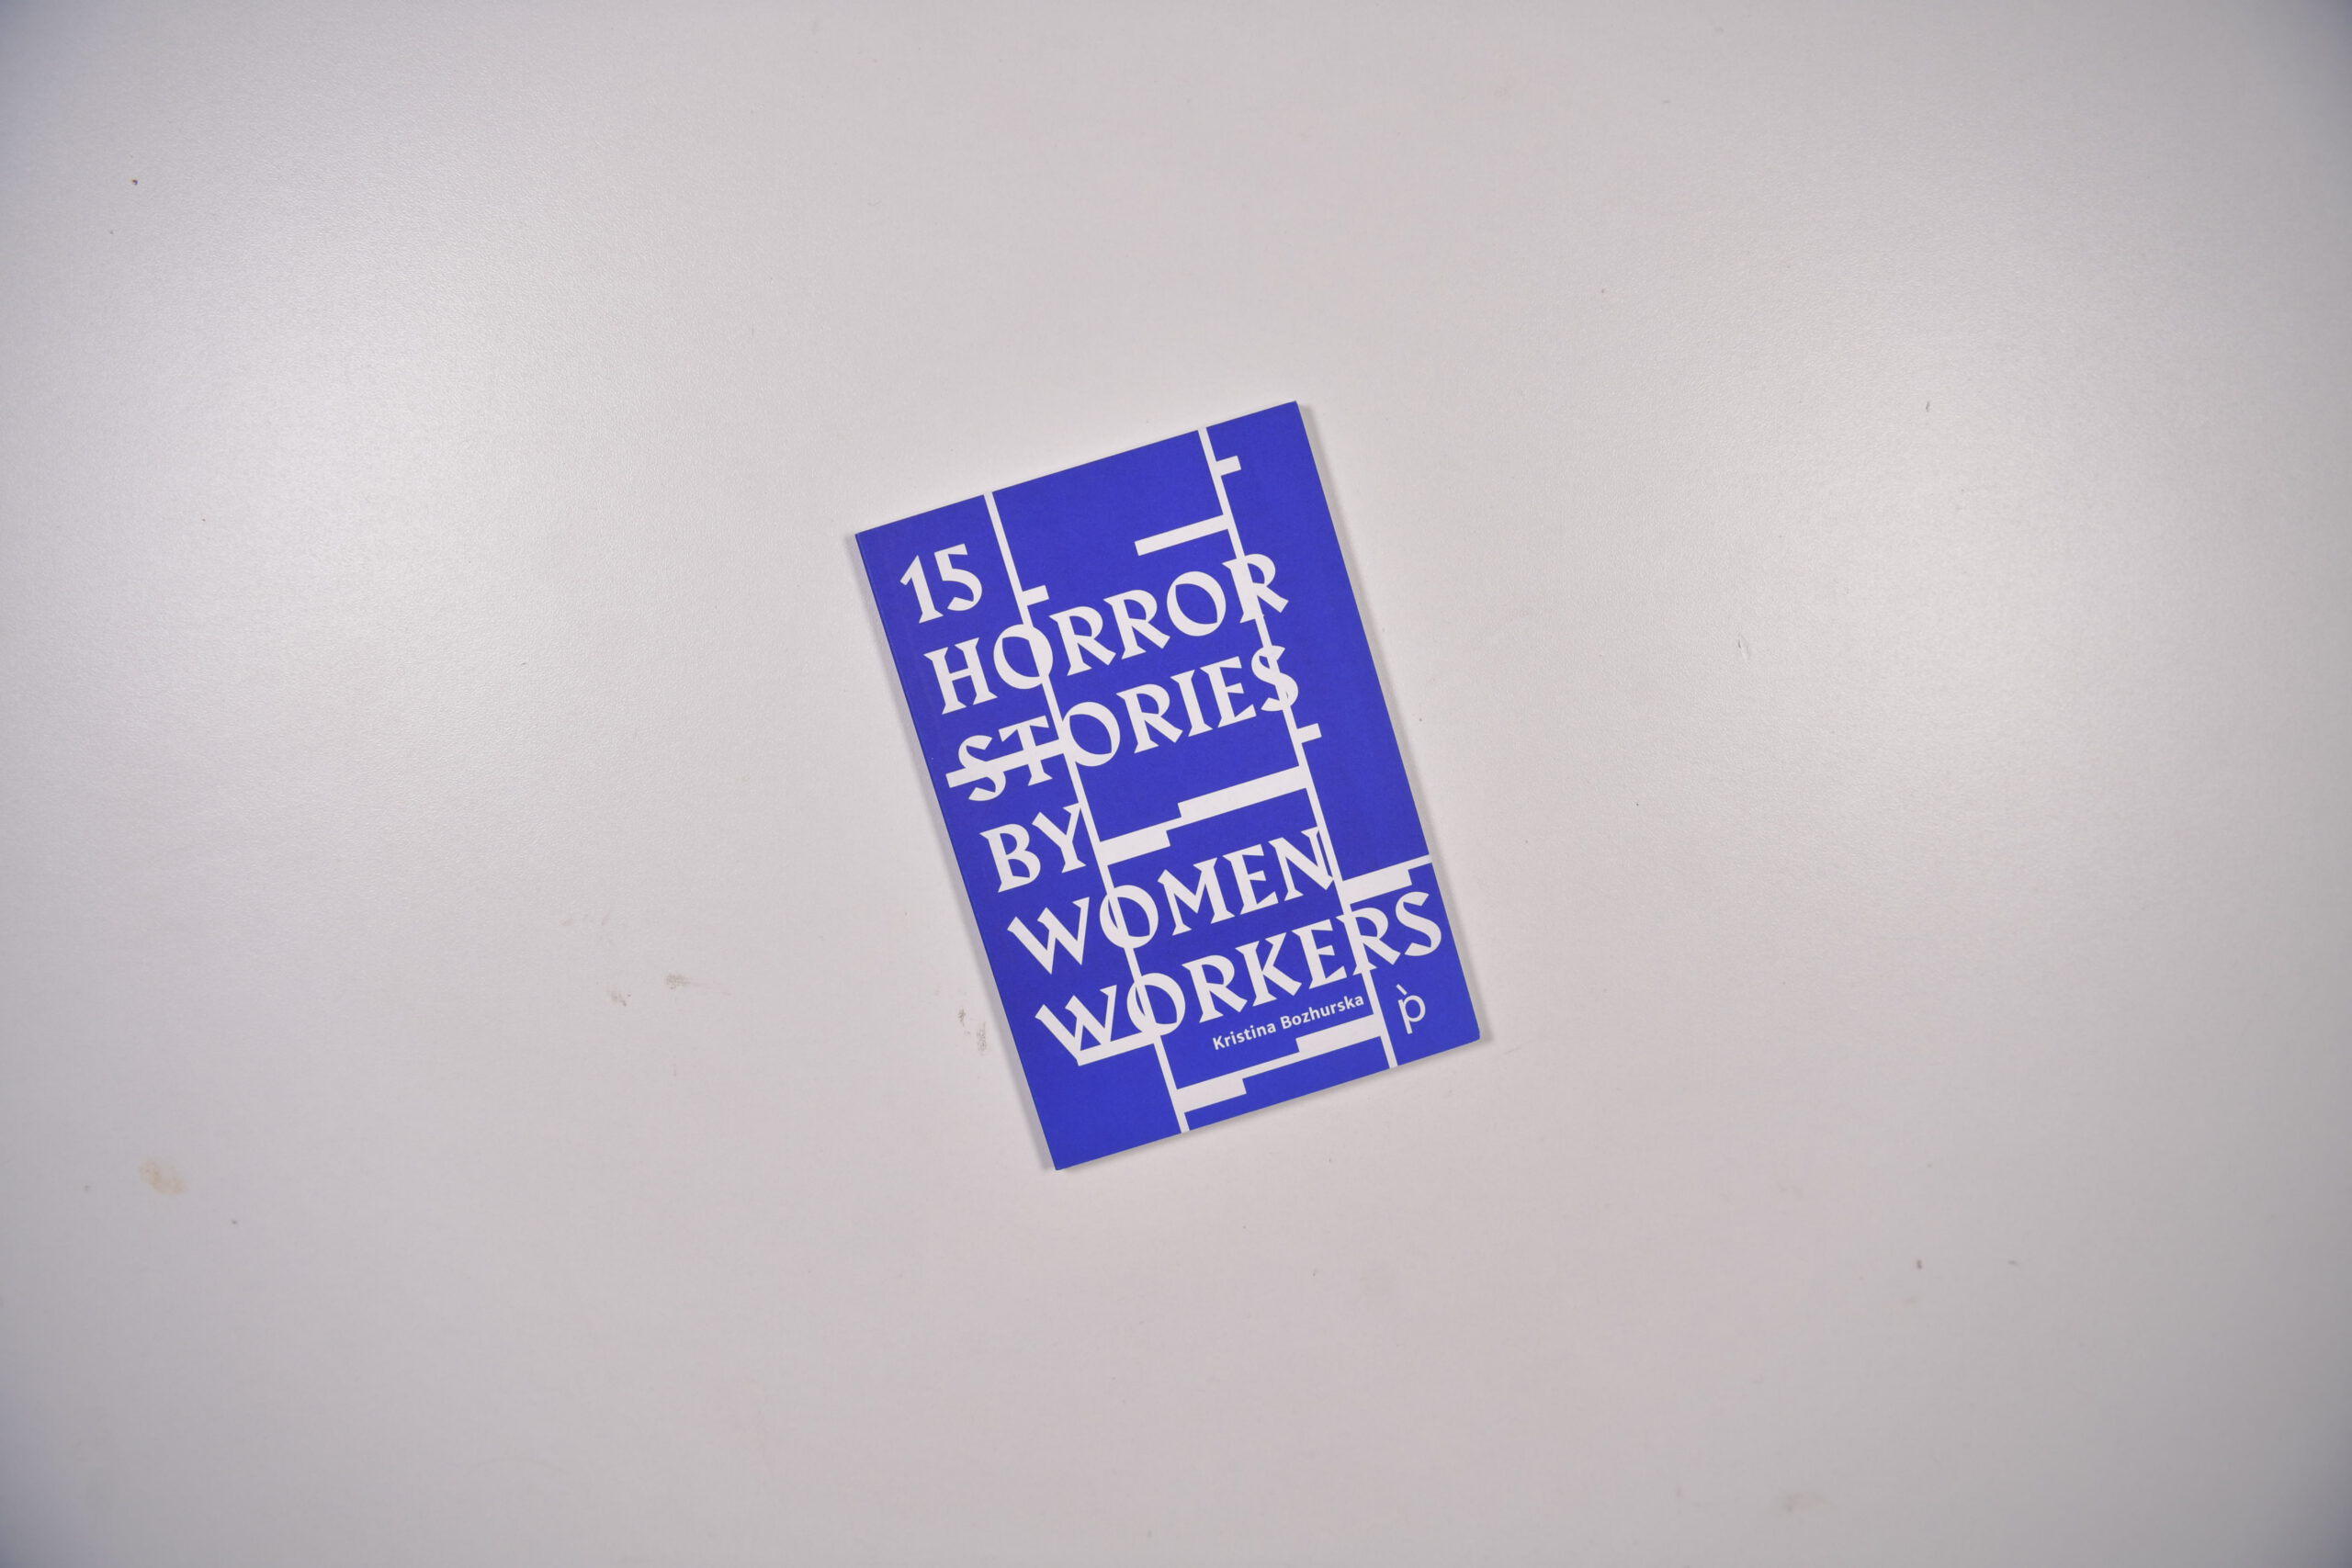 15
HORROR
STORIES
BY
WOMEN
WORKERS
Kristina Bozhurska
p̀